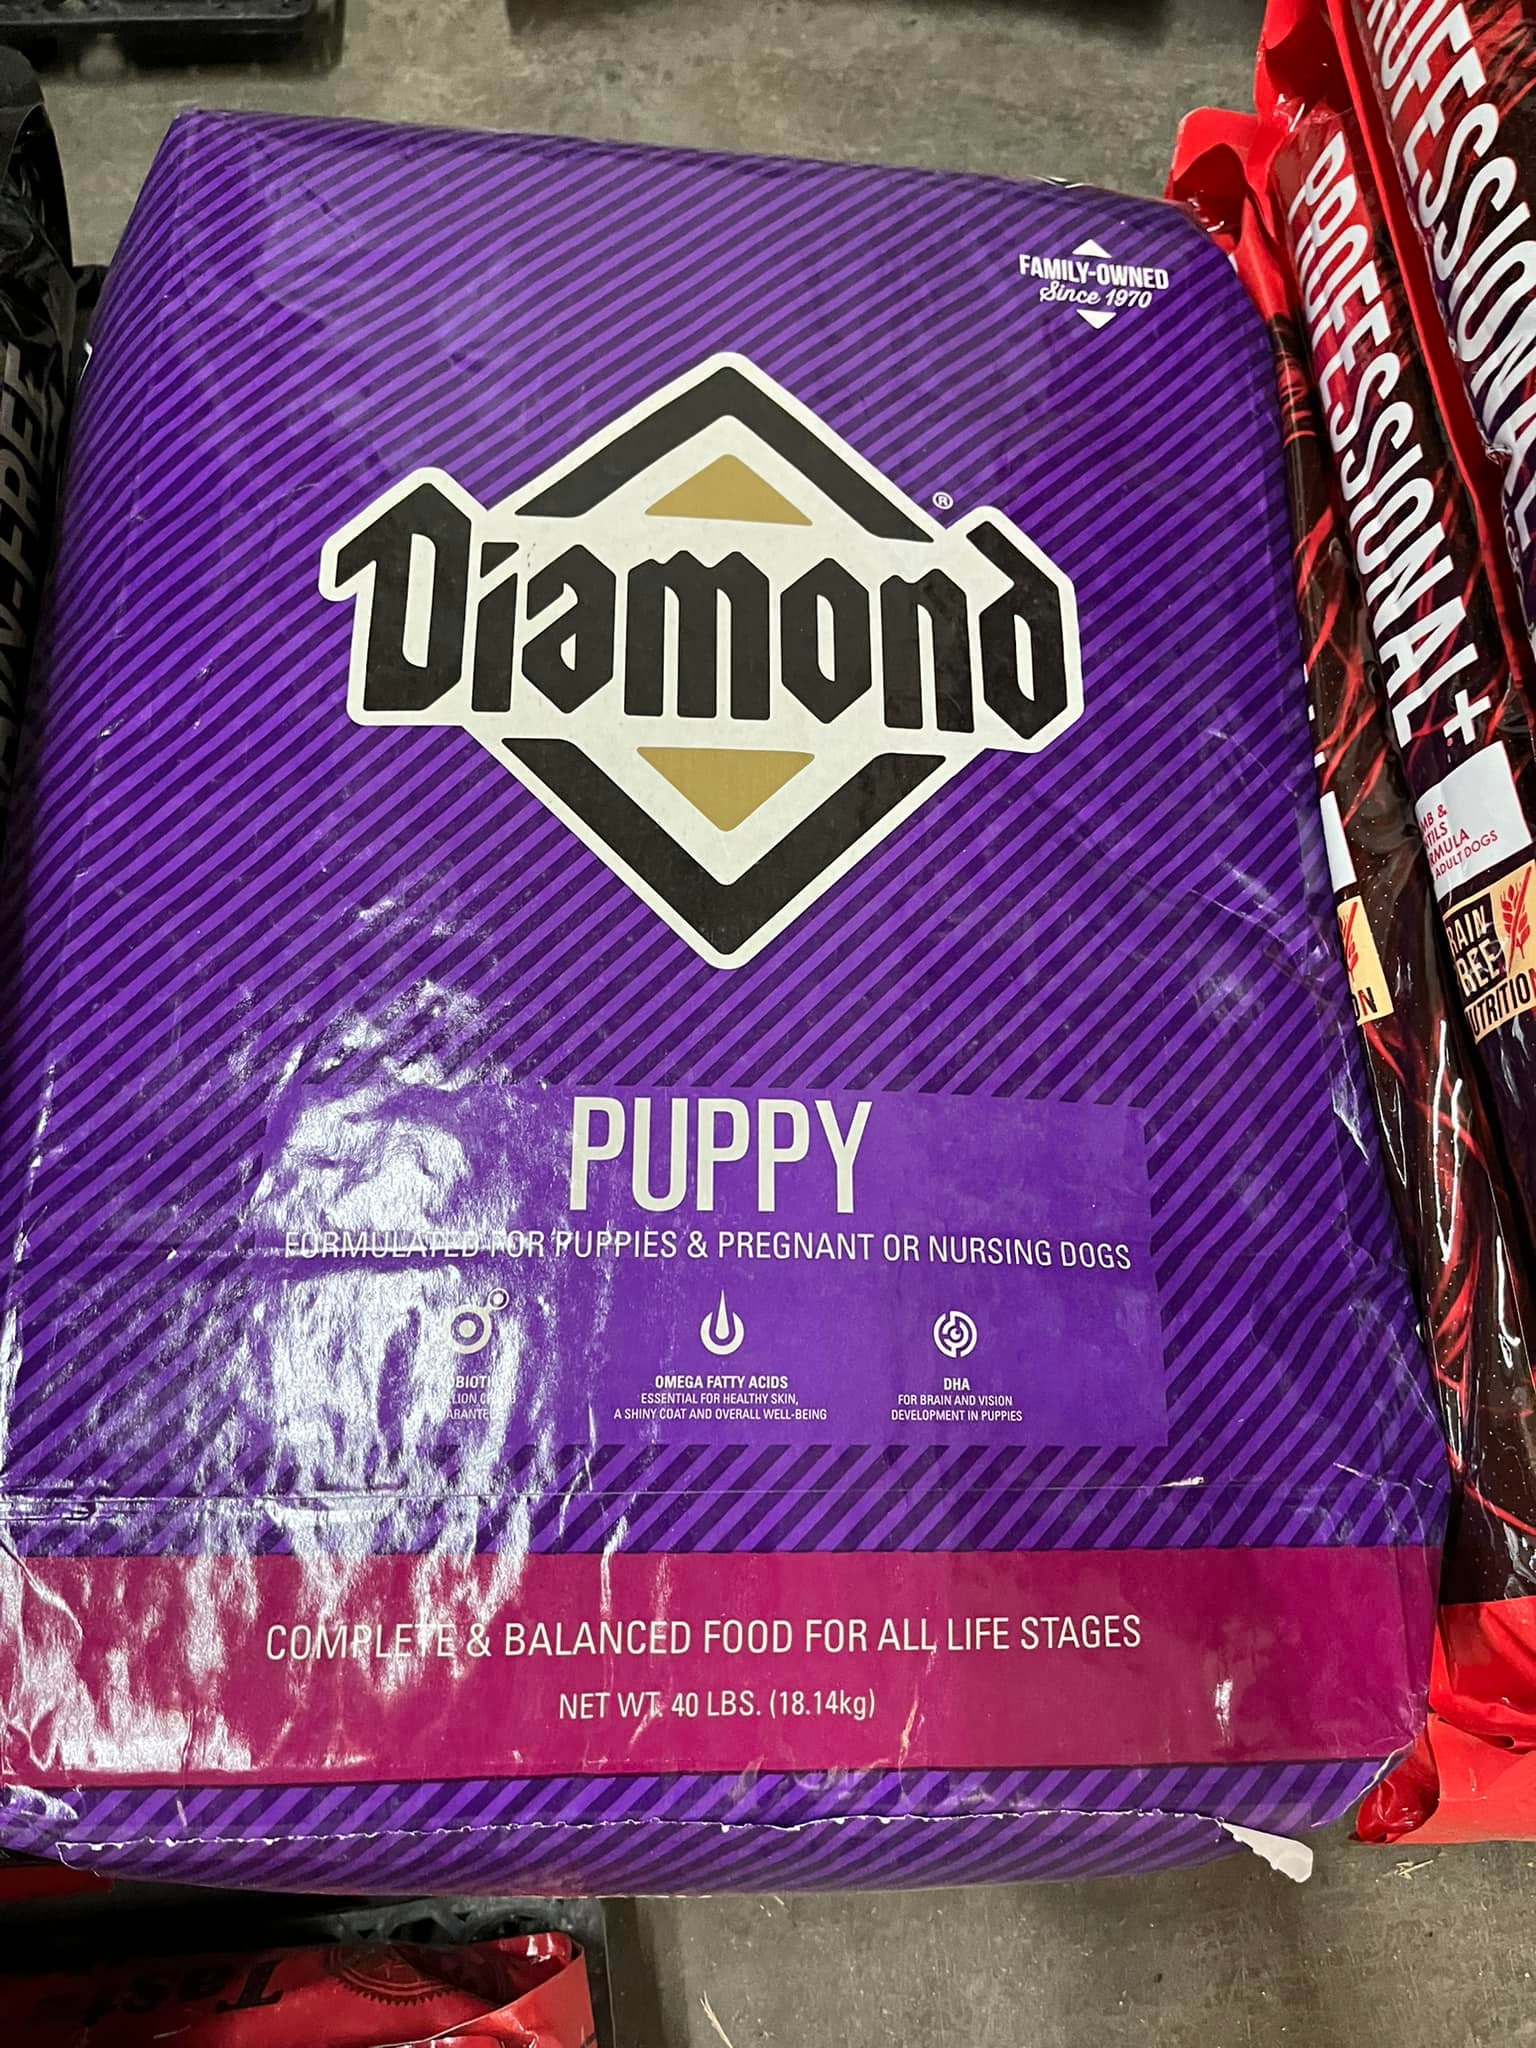 FAMILY-OWNED
Since 1970
Diamond
®
PUPPY
FORMULATED FOR PUPPIES & PREGNANT OR NURSING DOGS
OMEGA FATTY ACIDS
ESSENTIAL FOR HEALTHY SKIN,
A SHINY COAT AND OVERALL WELL-BEING
DHA
FOR BRAIN AND VISION
DEVELOPMENT IN PUPPIES
COMPLETE & BALANCED FOOD FOR ALL LIFE STAGES
NET WT. 40 LBS. (18.14kg)
PROFESSIONAL+
ADULT DOGS
PROFESSIONAL